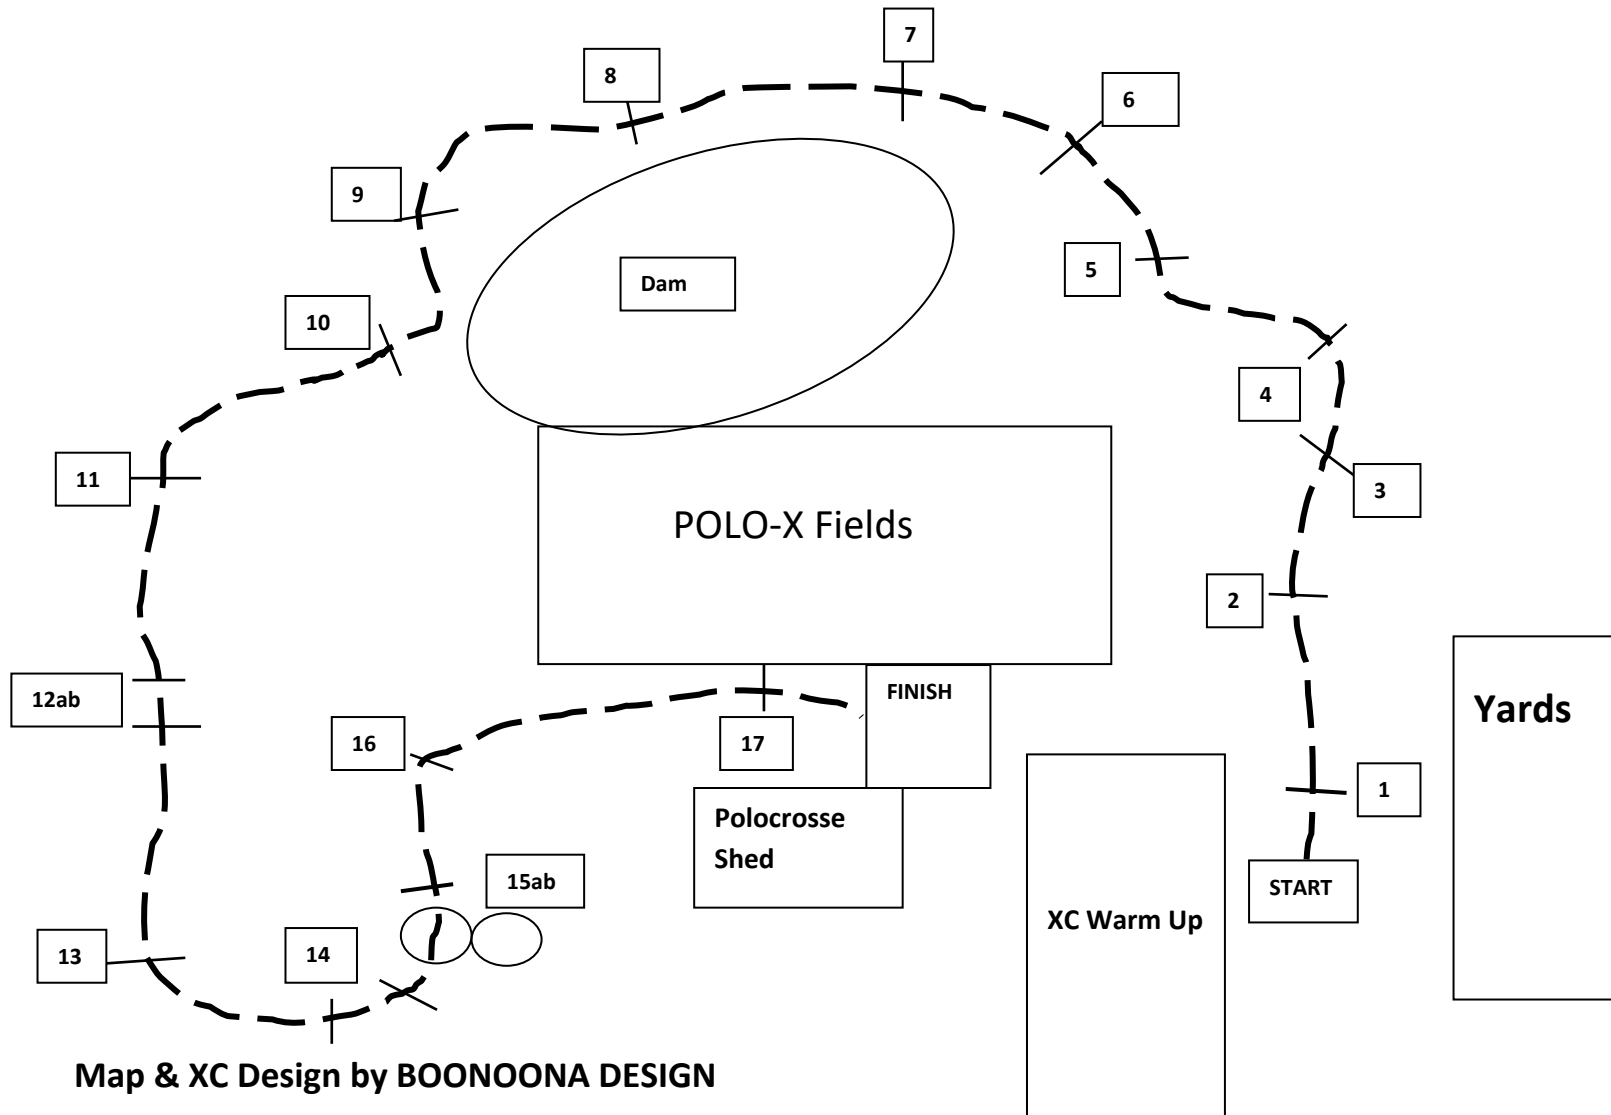 7
8
6
9
5
Dam
10
4
11
3
POLO-X Fields
2
12ab
FINISH
Yards
16
17
1
Polocrosse
Shed
15ab
START
XC Warm Up
13
14
Map & XC Design by BOONOONA DESIGN